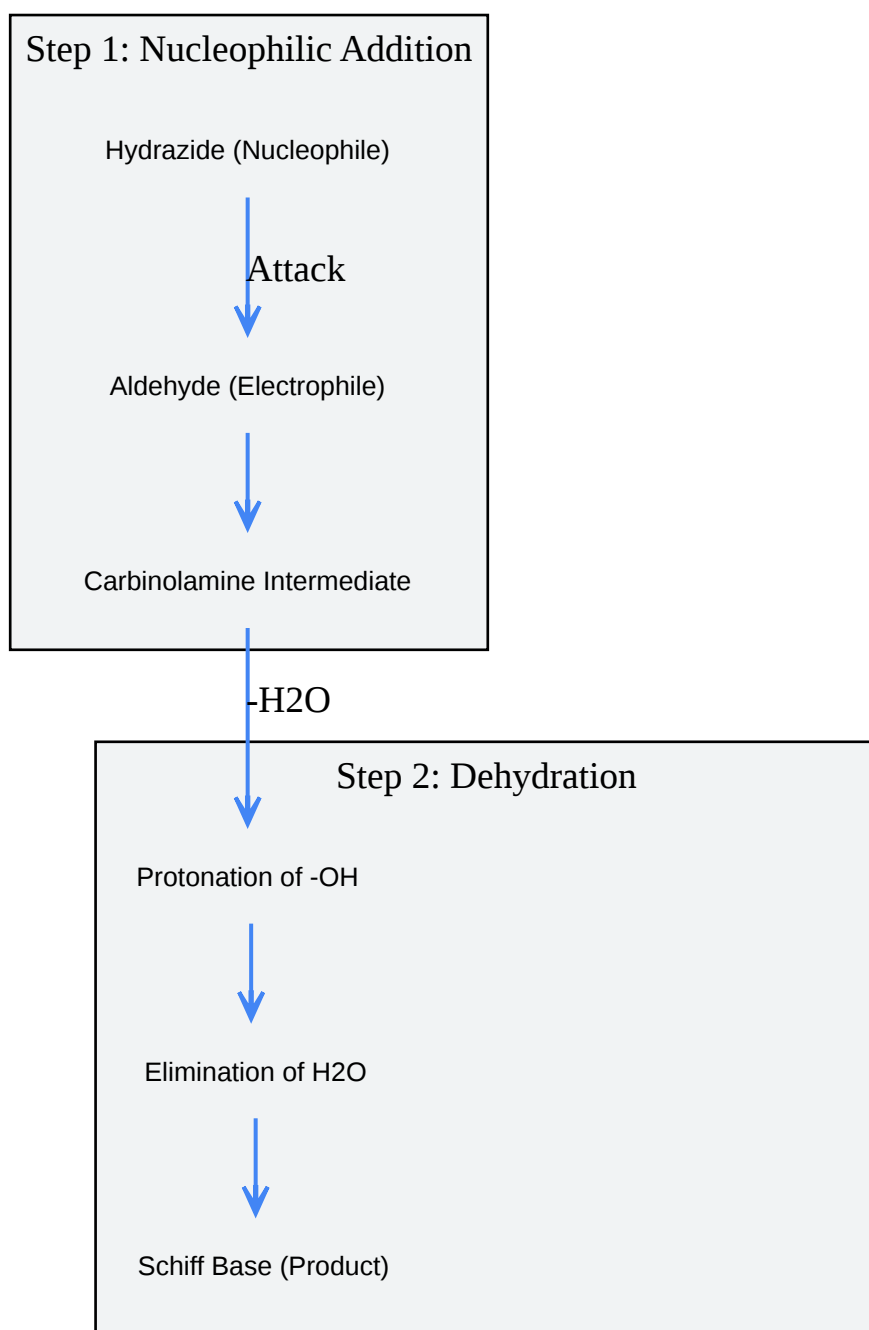 Step 1: Nucleophilic Addition
Hydrazide (Nucleophile)
Attack
Aldehyde (Electrophile)
Carbinolamine Intermediate
-H2O
Step 2: Dehydration
Protonation of -OH
Elimination of H2O
Schiff Base (Product)